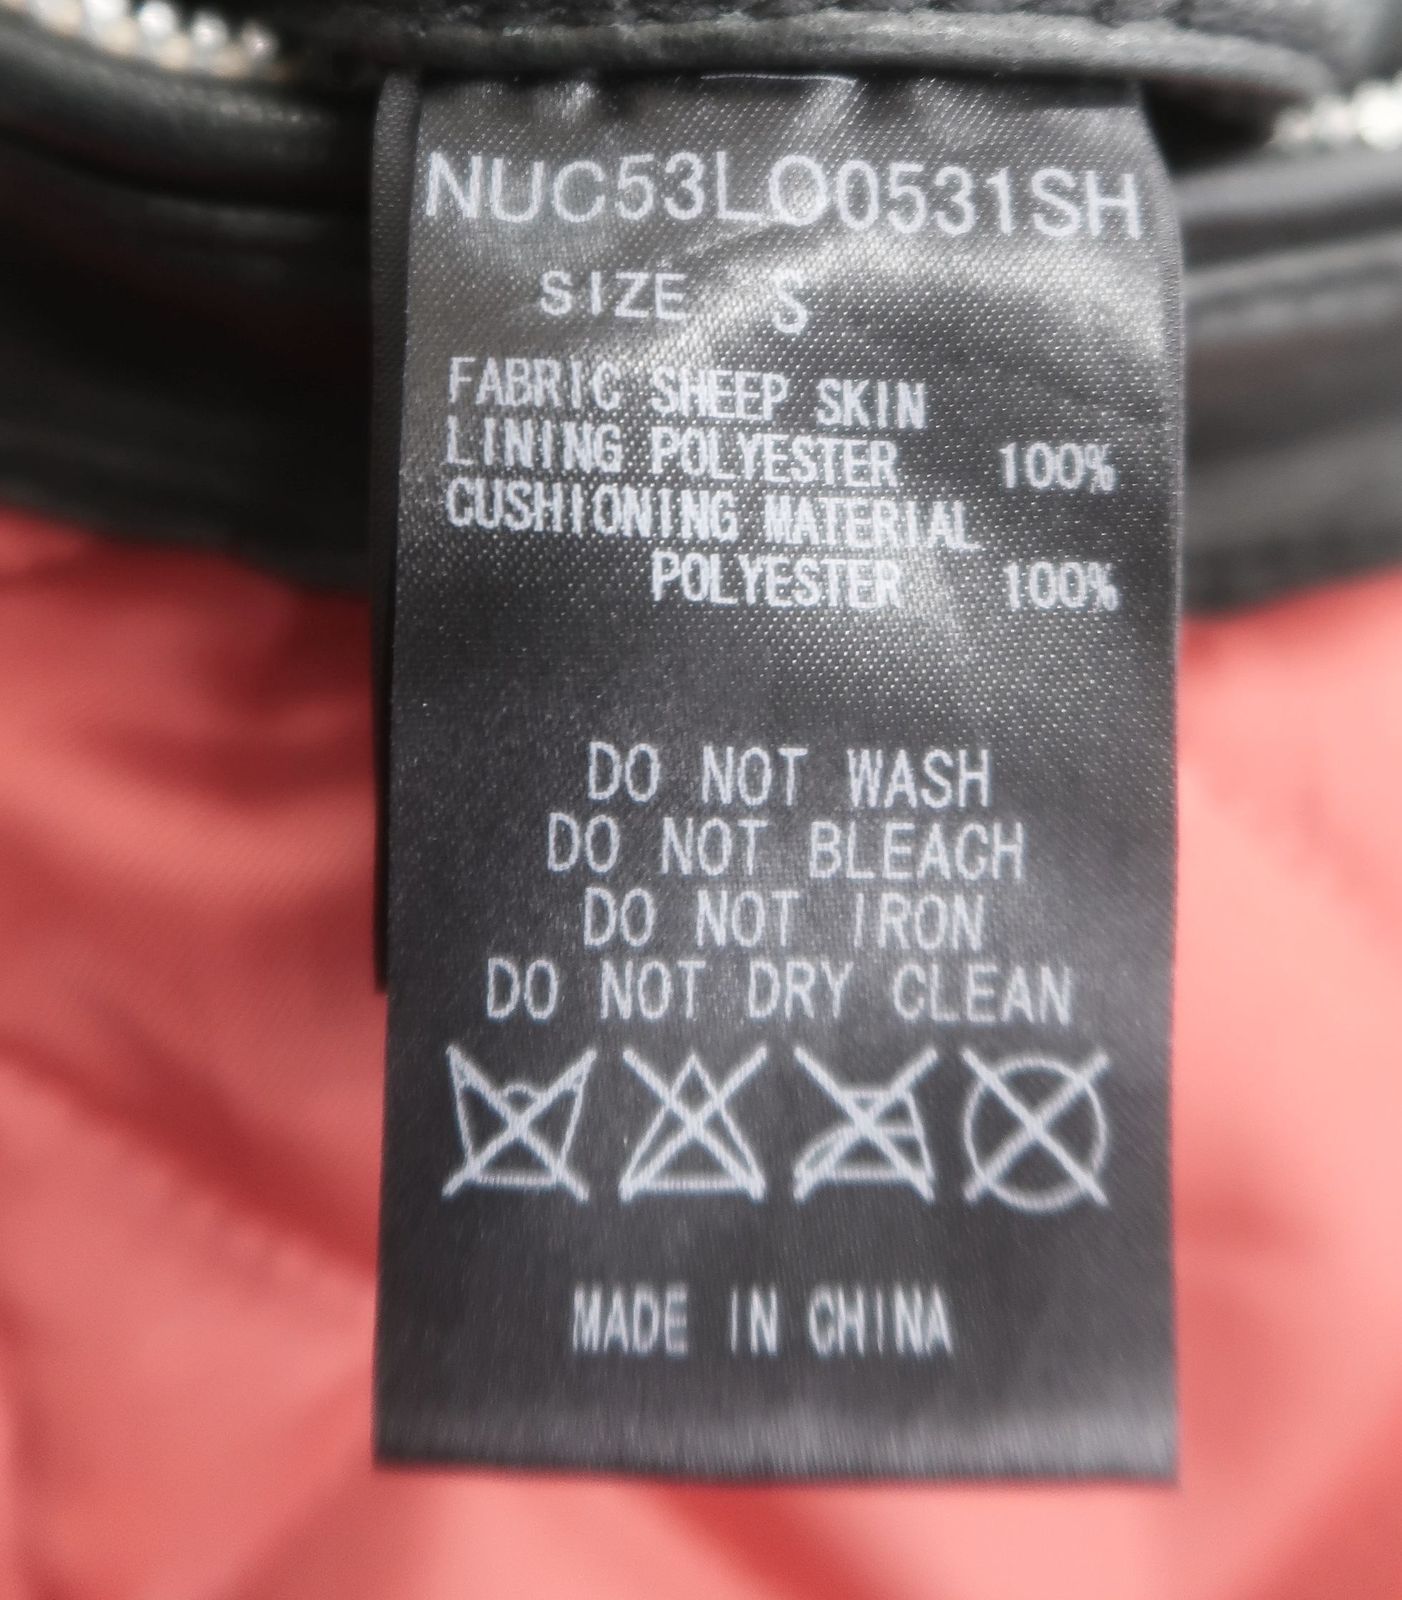 NUC53LO0531SH
SIZE S
FABRIC SHEEP SKIN
LINING POLYESTER 100%
CUSHIONING MATERIAL
POLYESTER 100%
DO NOT WASH
DO NOT BLEACH
DO NOT IRON
DO NOT DRY CLEAN
MADE IN CHINA